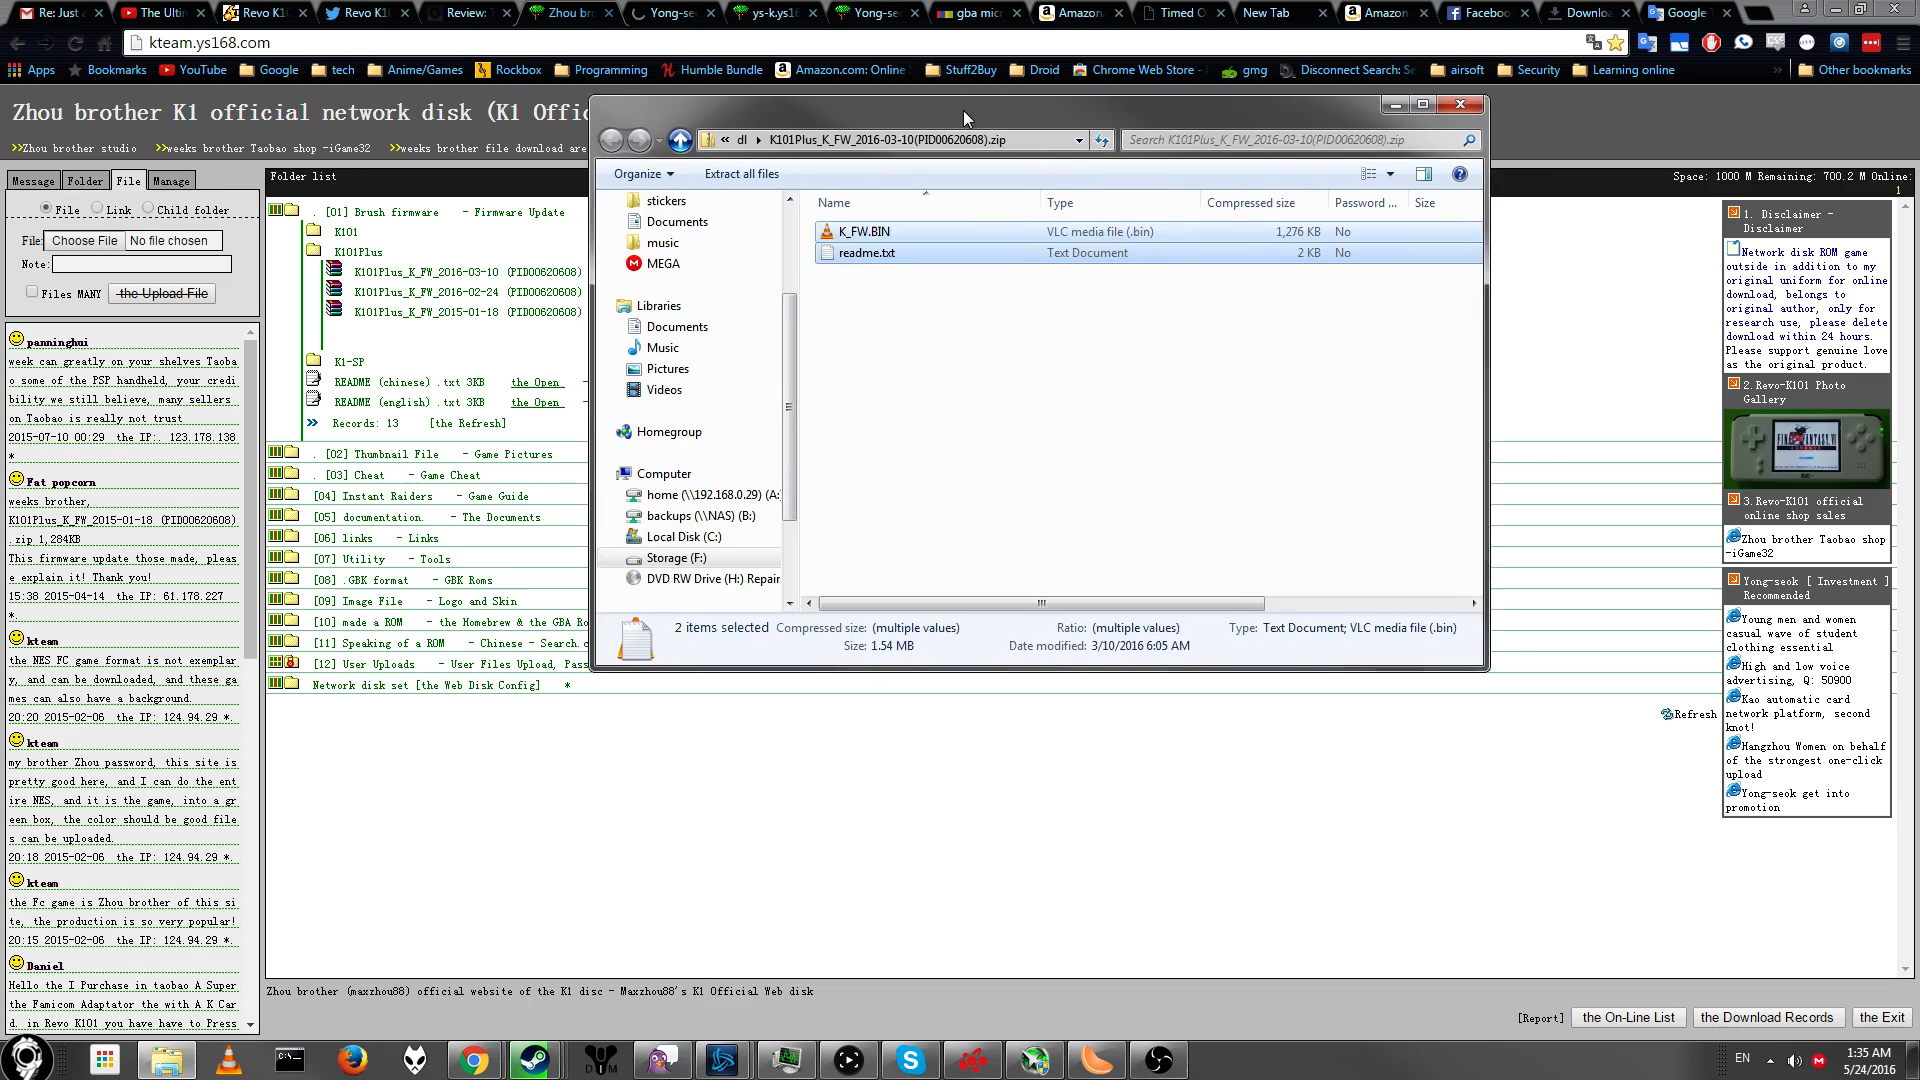 Re: Just a
The Ulti
Revo K10
Revo K1
Review:
Zhou bro
Yong-se
ys-k.ys16
Yong-se
gba mic
Amazon.
Timed O
New Tab
Amazon.
Faceboo
Downloa
Google T
kteam.ys168.com
Apps
Bookmarks
YouTube
Google
tech
Anime/Games
Rockbox
Programming
Humble Bundle
Amazon.com: Online
Stuff2Buy
Droid
Chrome Web Store -
gmg
Disconnect Search: Se
airsoft
Security
Learning online
Other bookmarks
Zhou brother K1 official network disk (K1 Offic
>>Zhou brother studio >>weeks brother Taobao shop -iGame32 >>weeks brother file download are
Message Folder File Manage
File Link Child folder
File: Choose File No file chosen
Note:
Files MANY the Upload File
panninghui
week can greatly on your shelves Taoba
o some of the PSP handheld, your credi
bility we still believe, many sellers
on Taobao is really not trust
2015-07-10 00:29 the IP:. 123.178.138
*
Fat popcorn
weeks brother,
K101Plus_K_FW_2015-01-18 (PID00620608)
.zip 1,284KB
This firmware update those made, pleas
e explain it! Thank you!
15:38 2015-04-14 the IP: 61.178.227
*.
kteam
the NES FC game format is not exemplar
y, and can be downloaded, and these ga
mes can also have a background.
20:20 2015-02-06 the IP: 124.94.29 *.
kteam
my brother Zhou password, this site is
pretty good here, and I can do the ent
ire NES, and it is the game, into a gr
een box, the color should be good file
s can be uploaded.
20:18 2015-02-06 the IP: 124.94.29 *.
kteam
the Fc game is Zhou brother of this si
te, the production is so very popular!
20:15 2015-02-06 the IP: 124.94.29 *.
Daniel
Hello the I Purchase in taobao A Super
the Famicom Adaptator the with A K Car
d. in Revo K101 you have have to Press
Folder list
. [01] Brush firmware - Firmware Update
K101
K101Plus
K101Plus_K_FW_2016-03-10 (PID00620608)
K101Plus_K_FW_2016-02-24 (PID00620608)
K101Plus_K_FW_2015-01-18 (PID00620608)
K1-SP
README (chinese) .txt 3KB the Open -
README (english) .txt 3KB the Open -
Records: 13 [the Refresh]
. [02] Thumbnail File - Game Pictures
. [03] Cheat - Game Cheat
[04] Instant Raiders - Game Guide
[05] documentation. - The Documents
[06] links - Links
[07] Utility - Tools
[08] .GBK format - GBK Roms
[09] Image File - Logo and Skin
[10] made a ROM - the Homebrew & the GBA Ro
[11] Speaking of a ROM - Chinese - Search.c
[12] User Uploads - User Files Upload, Pass
Network disk set [the Web Disk Config] *
dl K101Plus_K_FW_2016-03-10(PID00620608).zip
Search K101Plus_K_FW_2016-03-10(PID00620608).zip
Organize Extract all files
stickers
Documents
music
MEGA
Libraries
Documents
Music
Pictures
Videos
Homegroup
Computer
home (\\192.168.0.29) (A:
backups (\\NAS) (B:)
Local Disk (C:)
Storage (F:)
DVD RW Drive (H:) Repair
Name Type Compressed size Password ... Size
K_FW.BIN VLC media file (.bin) 1,276 KB No
readme.txt Text Document 2 KB No
2 items selected Compressed size: (multiple values) Ratio: (multiple values) Type: Text Document; VLC media file (.bin)
Size: 1.54 MB Date modified: 3/10/2016 6:05 AM
Space: 1000 M Remaining: 700.2 M Online:
1
1. Disclaimer -
Disclaimer
Network disk ROM game
outside in addition to my
original uniform for online
download, belongs to
original author, only for
research use, please delete
download within 24 hours.
Please support genuine love
as the original product.
2.Revo-K101 Photo
Gallery
FINAL FANTASY VI
3.Revo-K101 official
online shop sales
Zhou brother Taobao shop
-iGame32
Yong-seok [ Investment ]
Recommended
Young men and women
casual wave of student
clothing essential
High and low voice
advertising, Q: 50900
Kao automatic card
network platform, second
knot!
Hangzhou Women on behalf
of the strongest one-click
upload
Yong-seok get into
promotion
Refresh
Zhou brother (maxzhou88) official website of the K1 disc - Maxzhou88's K1 Official Web disk
[Report] the On-Line List the Download Records the Exit
EN
1:35 AM
5/24/2016